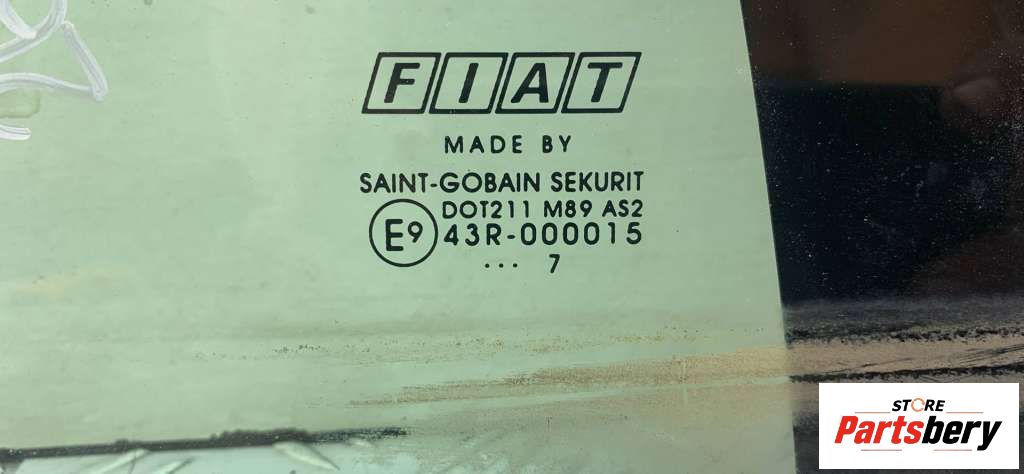 FIAT
MADE BY
SAINT-GOBAIN SEKURIT
DOT211 M89 AS2
E9 43R-000015
... 7
STORE
Partsbery